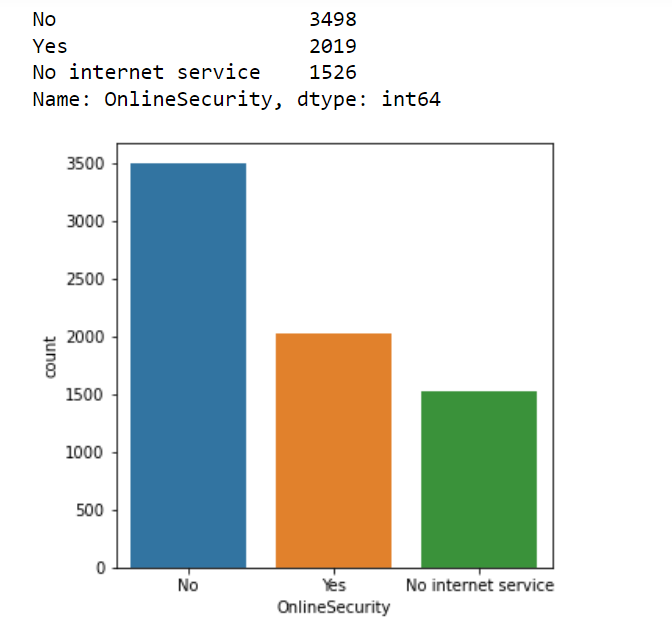 No 3498
Yes 2019
No internet service 1526
Name: OnlineSecurity, dtype: int64
3500
3000
2500
2000
1500
1000
500
0
count
No Yes No internet service
OnlineSecurity